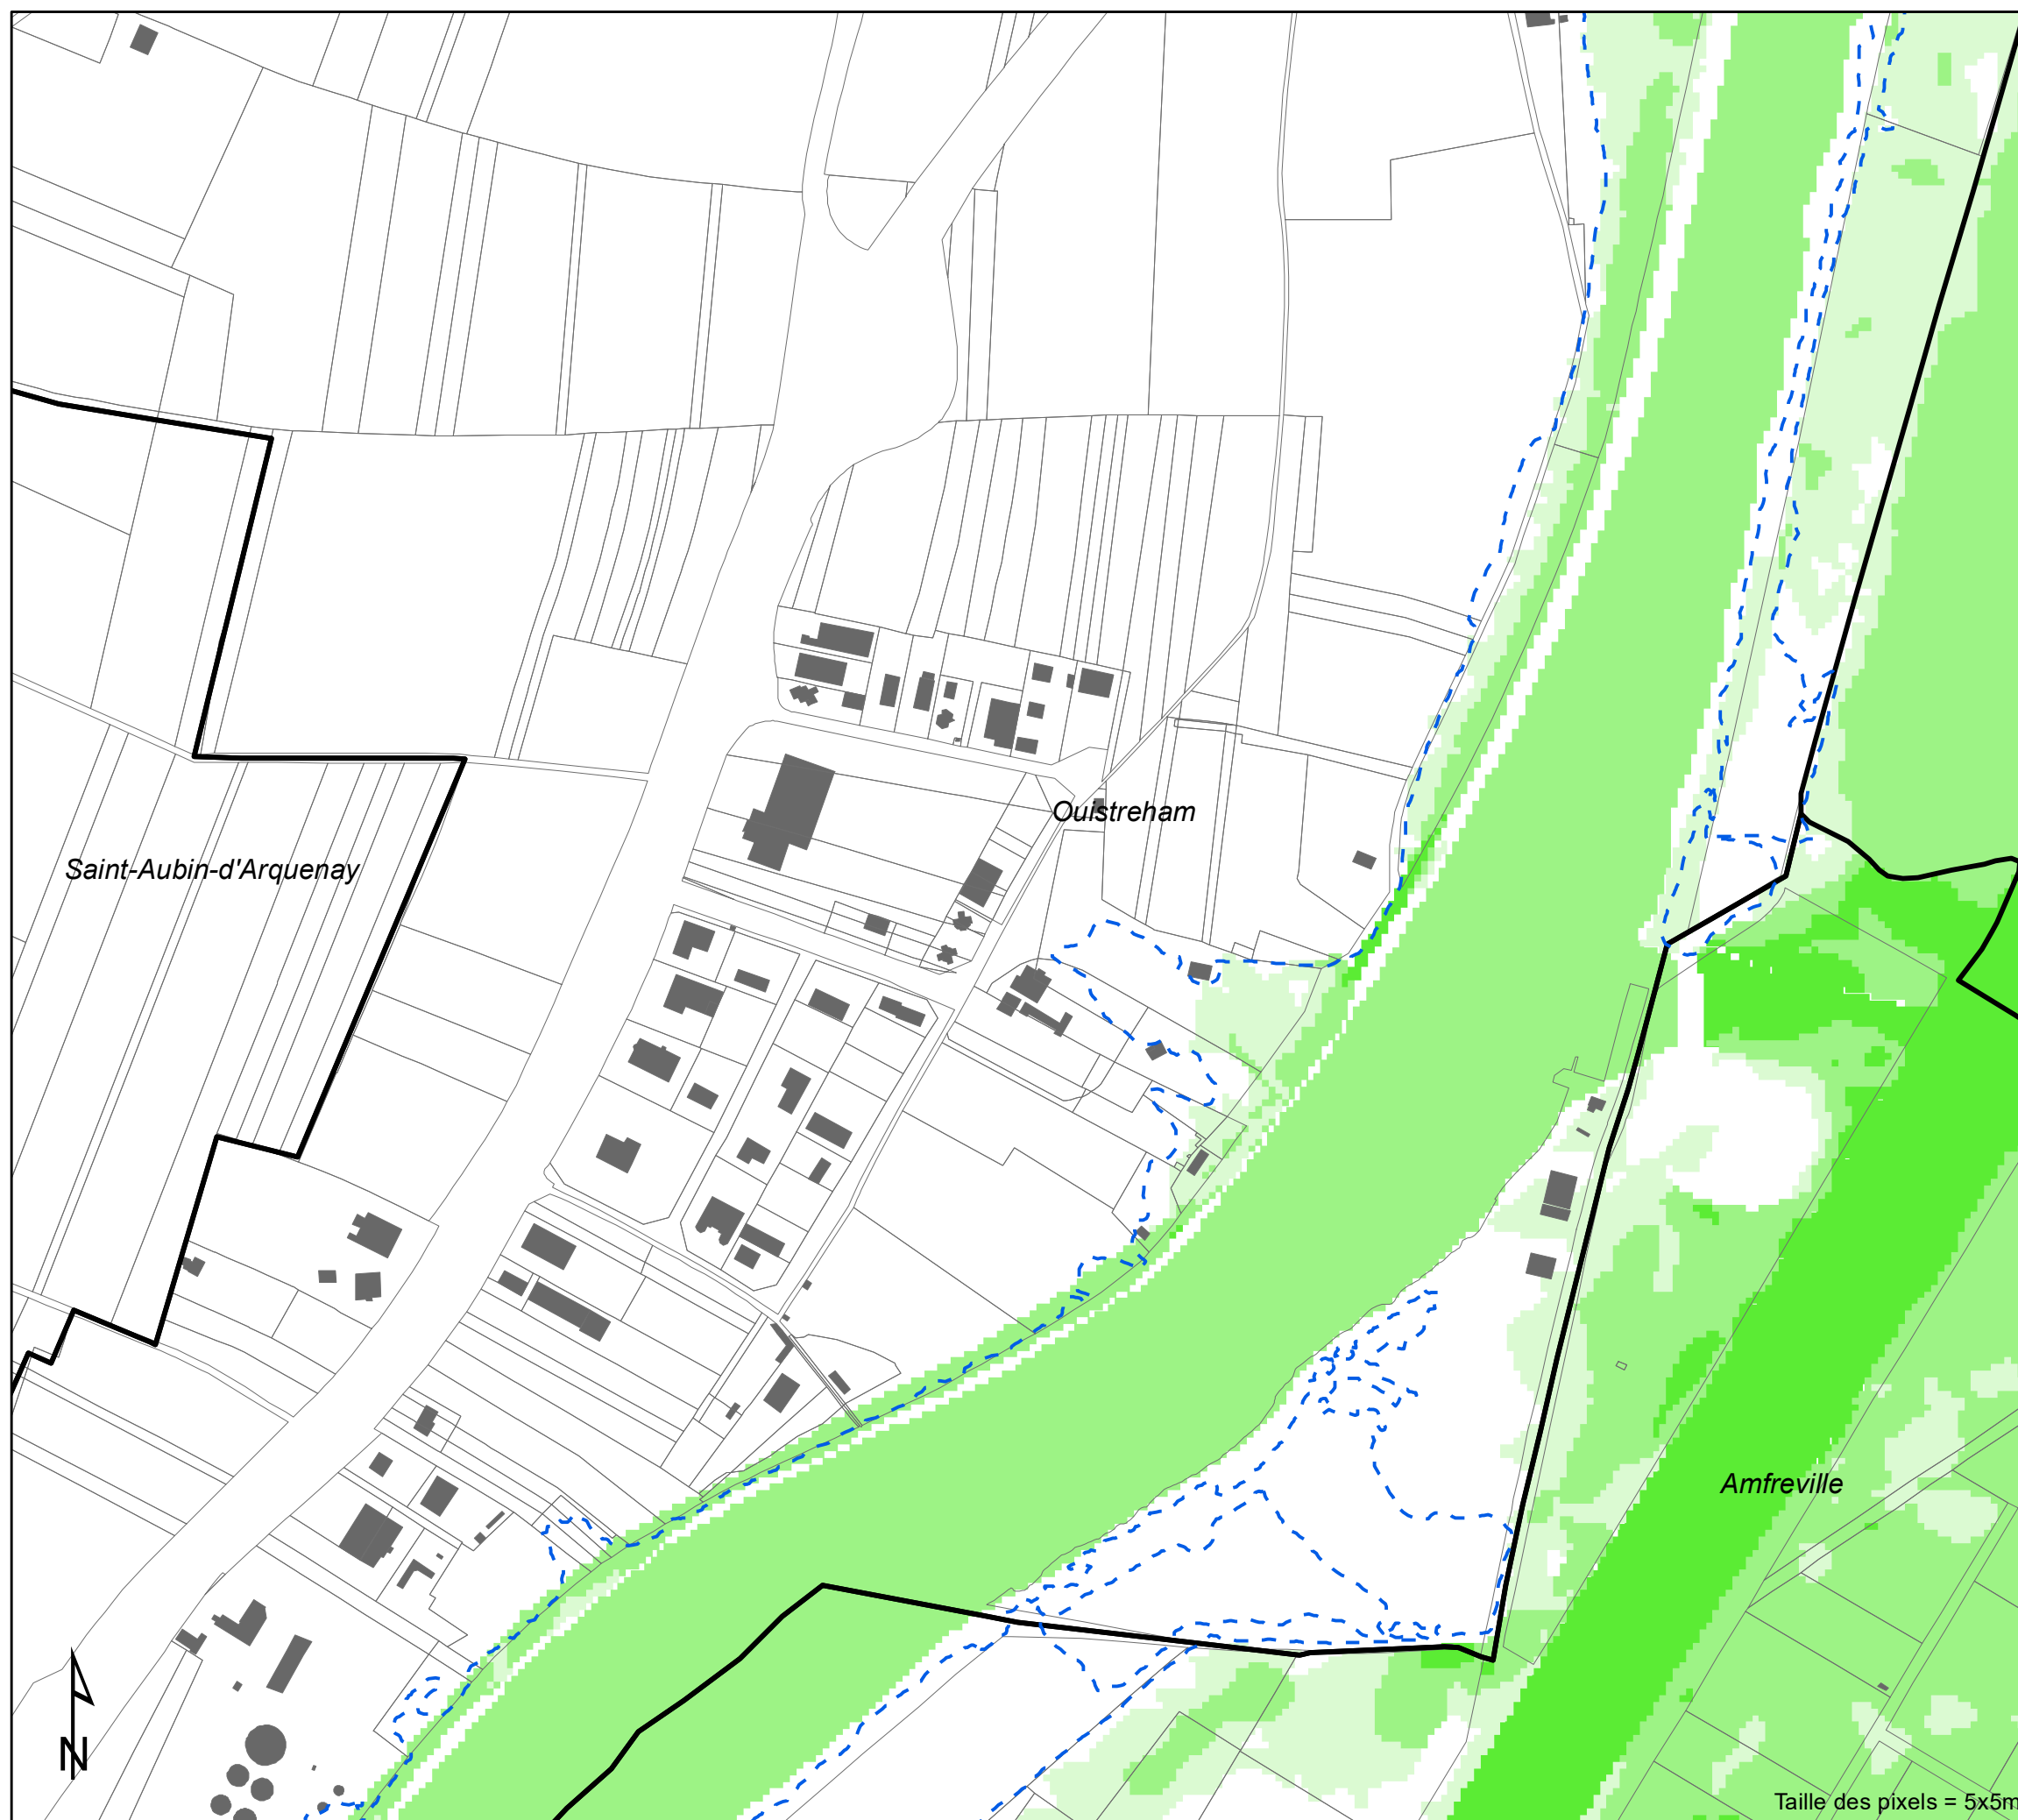 Ouistreham
Saint-Aubin-d'Arquenay
Amfreville
N
Taille des pixels = 5x5m